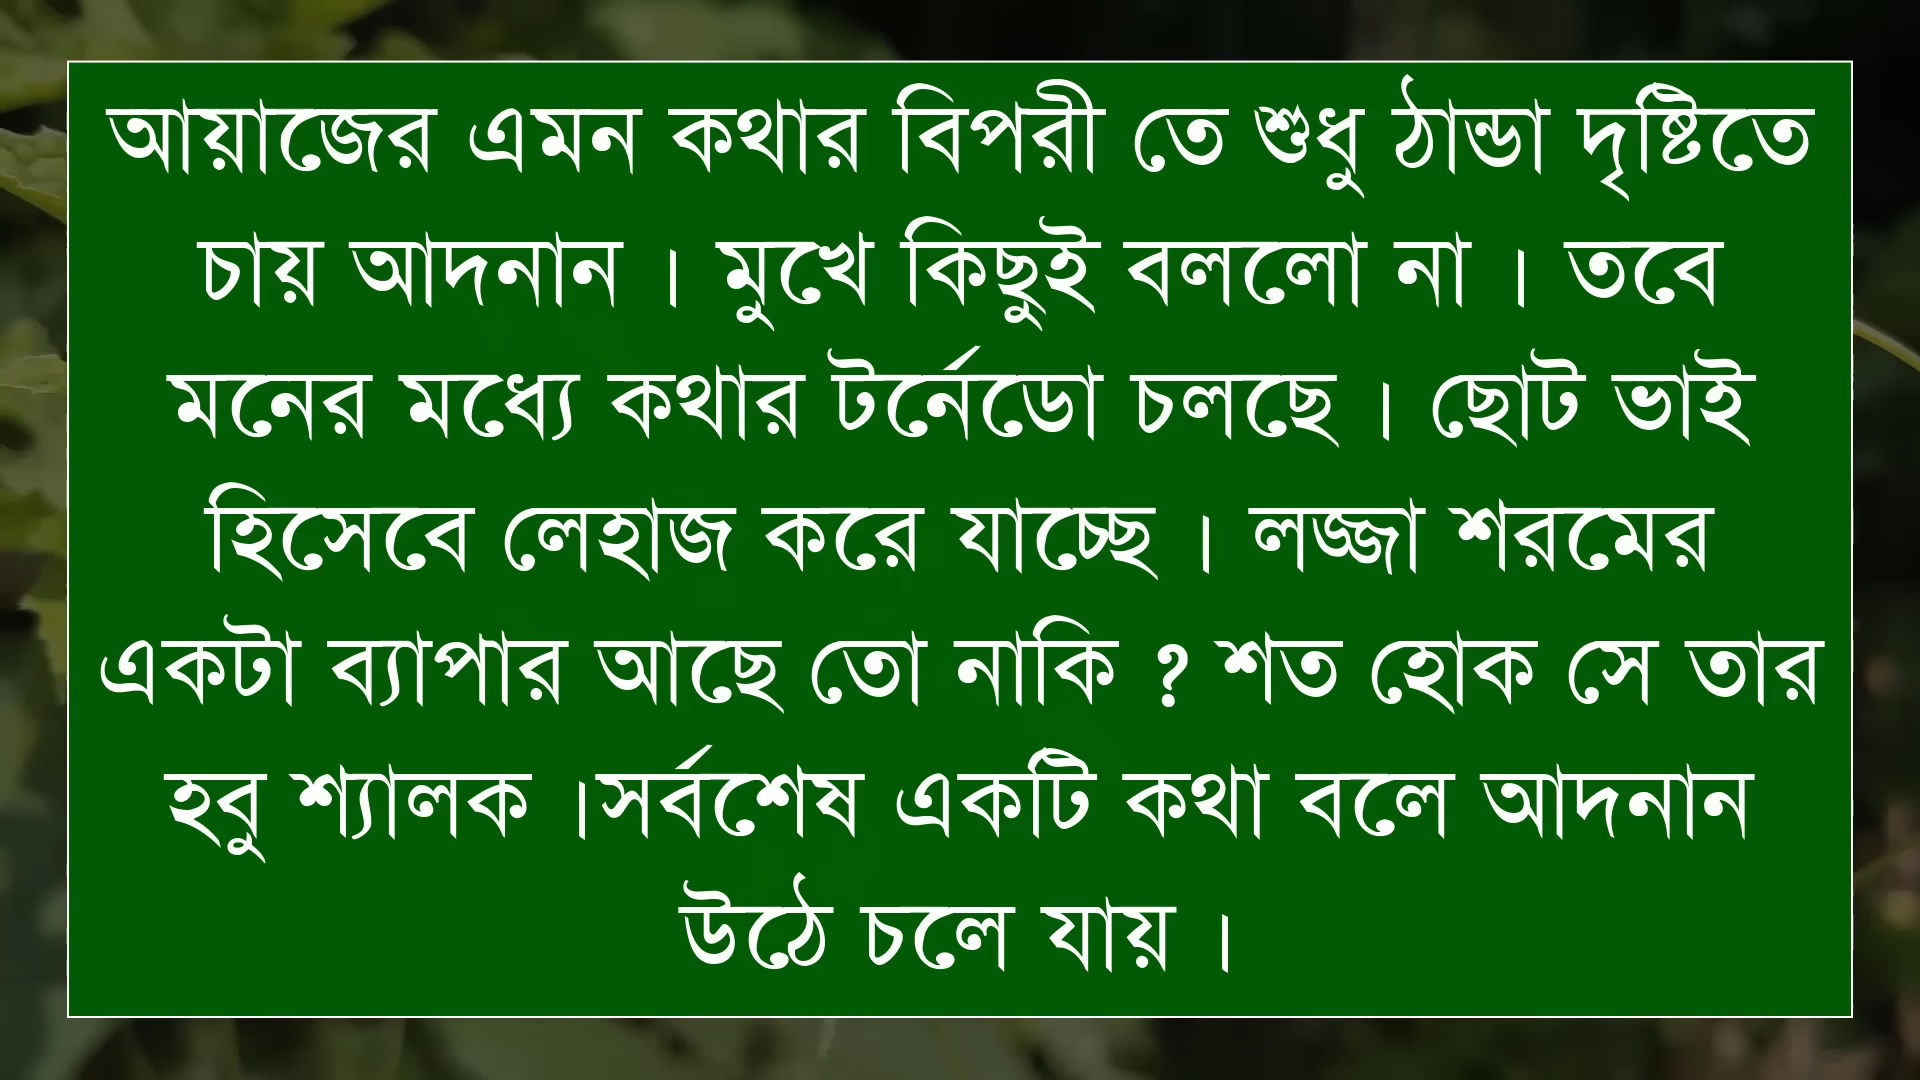 আয়াজের এমন কথার বিপরী তে শুধু ঠান্ডা দৃষ্টিতে
চায় আদনান । মুখে কিছুই বললো না । তবে
মনের মধ্যে কথার টর্নেডো চলছে । ছোট ভাই
হিসেবে লেহাজ করে যাচ্ছে । লজ্জা শরমের
একটা ব্যাপার আছে তো নাকি ? শত হোক সে তার
হবু শ্যালক ।সর্বশেষ একটি কথা বলে আদনান
উঠে চলে যায় ।